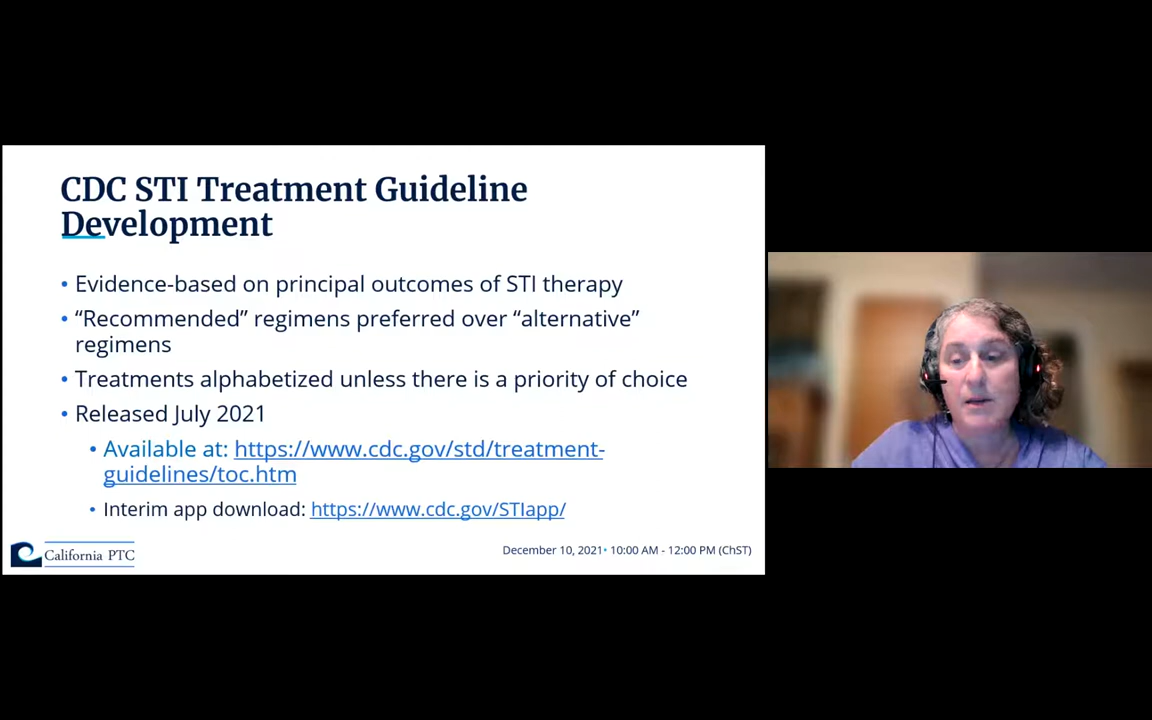 CDC STI Treatment Guideline
Development
• Evidence-based on principal outcomes of STI therapy
• “Recommended” regimens preferred over “alternative”
regimens
• Treatments alphabetized unless there is a priority of choice
• Released July 2021
• Available at: https://www.cdc.gov/std/treatment-
guidelines/toc.htm
• Interim app download: https://www.cdc.gov/STIapp/
California PTC
December 10, 2021• 10:00 AM - 12:00 PM (ChST)